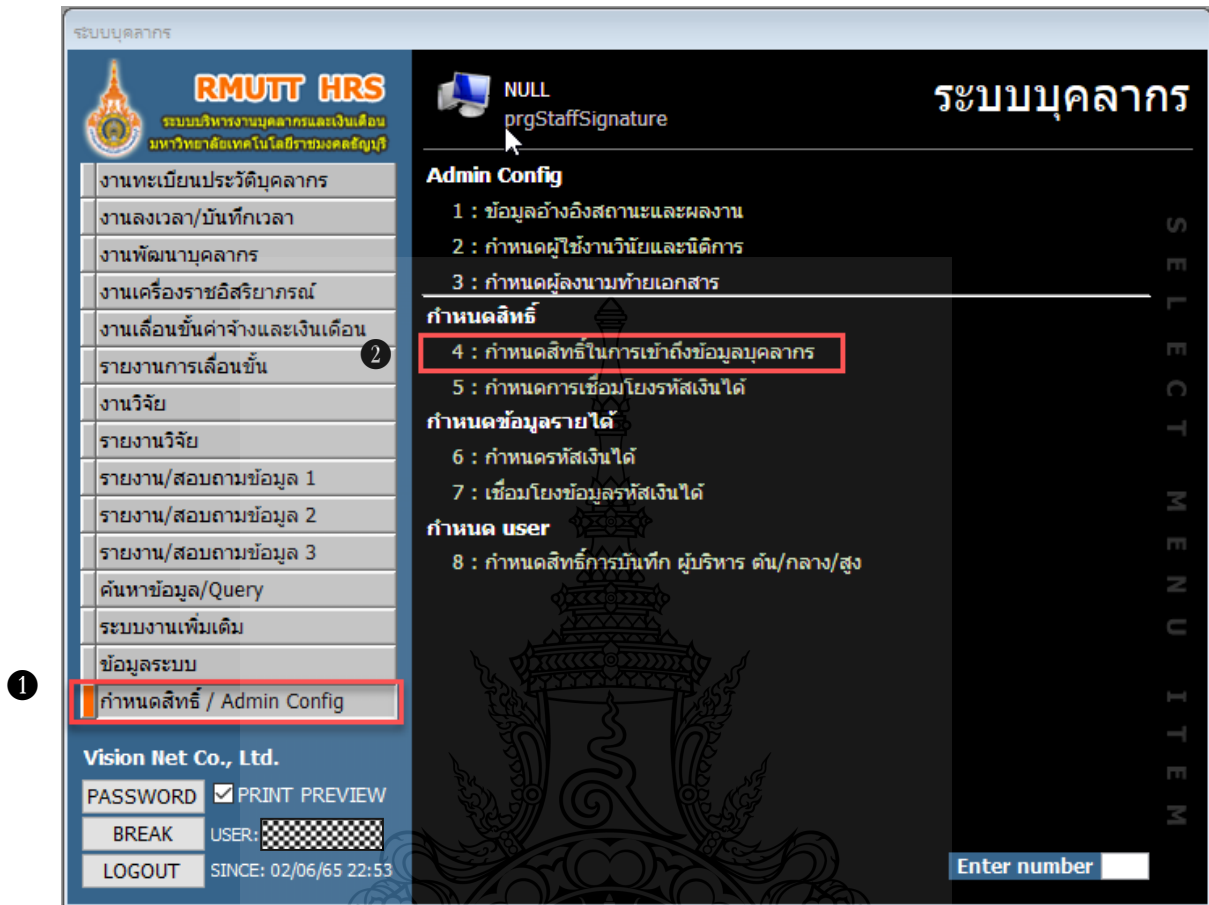 ระบบบุคลากร
RMUTT HRS
ระบบบริหารงานบุคลากรและเงินเดือน
มหาวิทยาลัยเทคโนโลยีราชมงคลธัญบุรี
งานทะเบียนประวัติบุคลากร
งานลงเวลา/บันทึกเวลา
งานพัฒนาบุคลากร
งานเครื่องราชอิสริยาภรณ์
งานเลื่อนขั้นค่าจ้างและเงินเดือน
รายงานการเลื่อนขั้น
งานวิจัย
รายงานวิจัย
รายงาน/สอบถามข้อมูล 1
รายงาน/สอบถามข้อมูล 2
รายงาน/สอบถามข้อมูล 3
ค้นหาข้อมูล/Query
ระบบงานเพิ่มเติม
ข้อมูลระบบ
1
กำหนดสิทธิ์ / Admin Config
Vision Net Co., Ltd.
PASSWORD PRINT PREVIEW
BREAK USER:
LOGOUT SINCE: 02/06/65 22:53
NULL
prgStaffSignature
ระบบบุคลากร
Admin Config
1 : ข้อมูลอ้างอิงสถานะและผลงาน
2 : กำหนดผู้ใช้งานวินัยและนิติการ
3 : กำหนดผู้ลงนามท้ายเอกสาร
กำหนดสิทธิ์
2
4 : กำหนดสิทธิ์ในการเข้าถึงข้อมูลบุคลากร
5 : กำหนดการเชื่อมโยงรหัสเงินได้
กำหนดข้อมูลรายได้
6 : กำหนดรหัสเงินได้
7 : เชื่อมโยงข้อมูลรหัสเงินได้
กำหนด user
8 : กำหนดสิทธิ์การบันทึก ผู้บริหาร ต้น/กลาง/สูง
SELECT MENU ITEM
Enter number